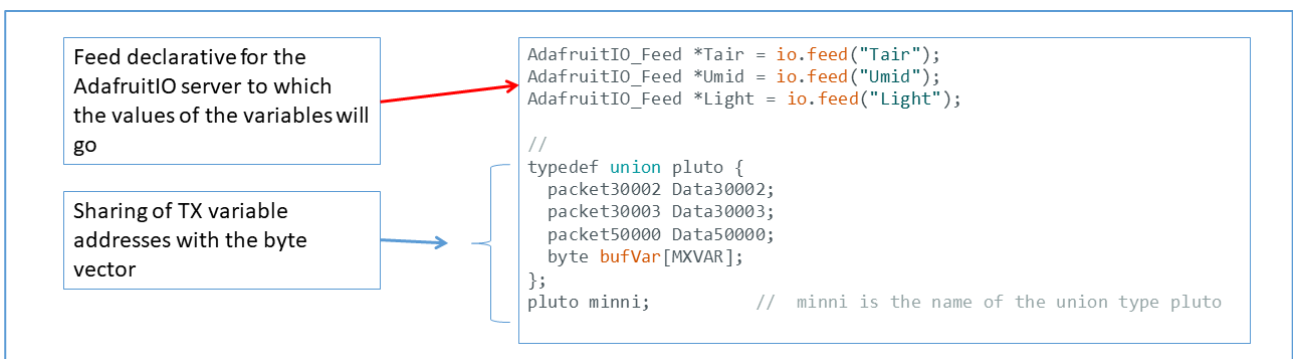 Feed declarative for the
AdafruitIO server to which
the values of the variables will
go
Sharing of TX variable
addresses with the byte
vector
AdafruitIO_Feed *Tair = io.feed("Tair");
AdafruitIO_Feed *Umid = io.feed("Umid");
AdafruitIO_Feed *Light = io.feed("Light");
//
typedef union pluto {
  packet30002 Data30002;
  packet30003 Data30003;
  packet50000 Data50000;
  byte bufVar[MXVAR];
};
pluto minni;          //  minni is the name of the union type pluto